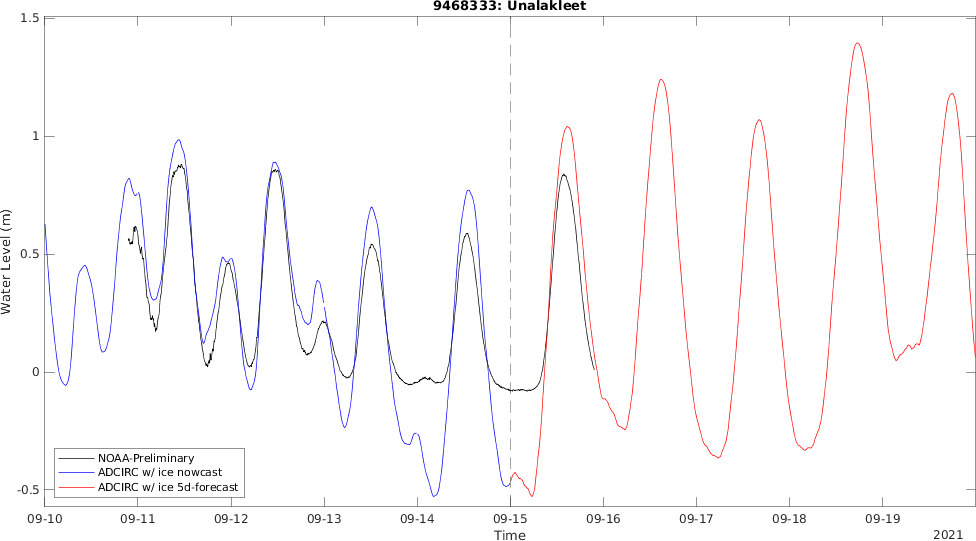 9468333: Unalakleet
1.5
1
0.5
0
-0.5
Water Level (m)
NOAA-Preliminary
ADCIRC w/ ice nowcast
ADCIRC w/ ice 5d-forecast
09-10 09-11 09-12 09-13 09-14 09-15 09-16 09-17 09-18 09-19
Time
2021